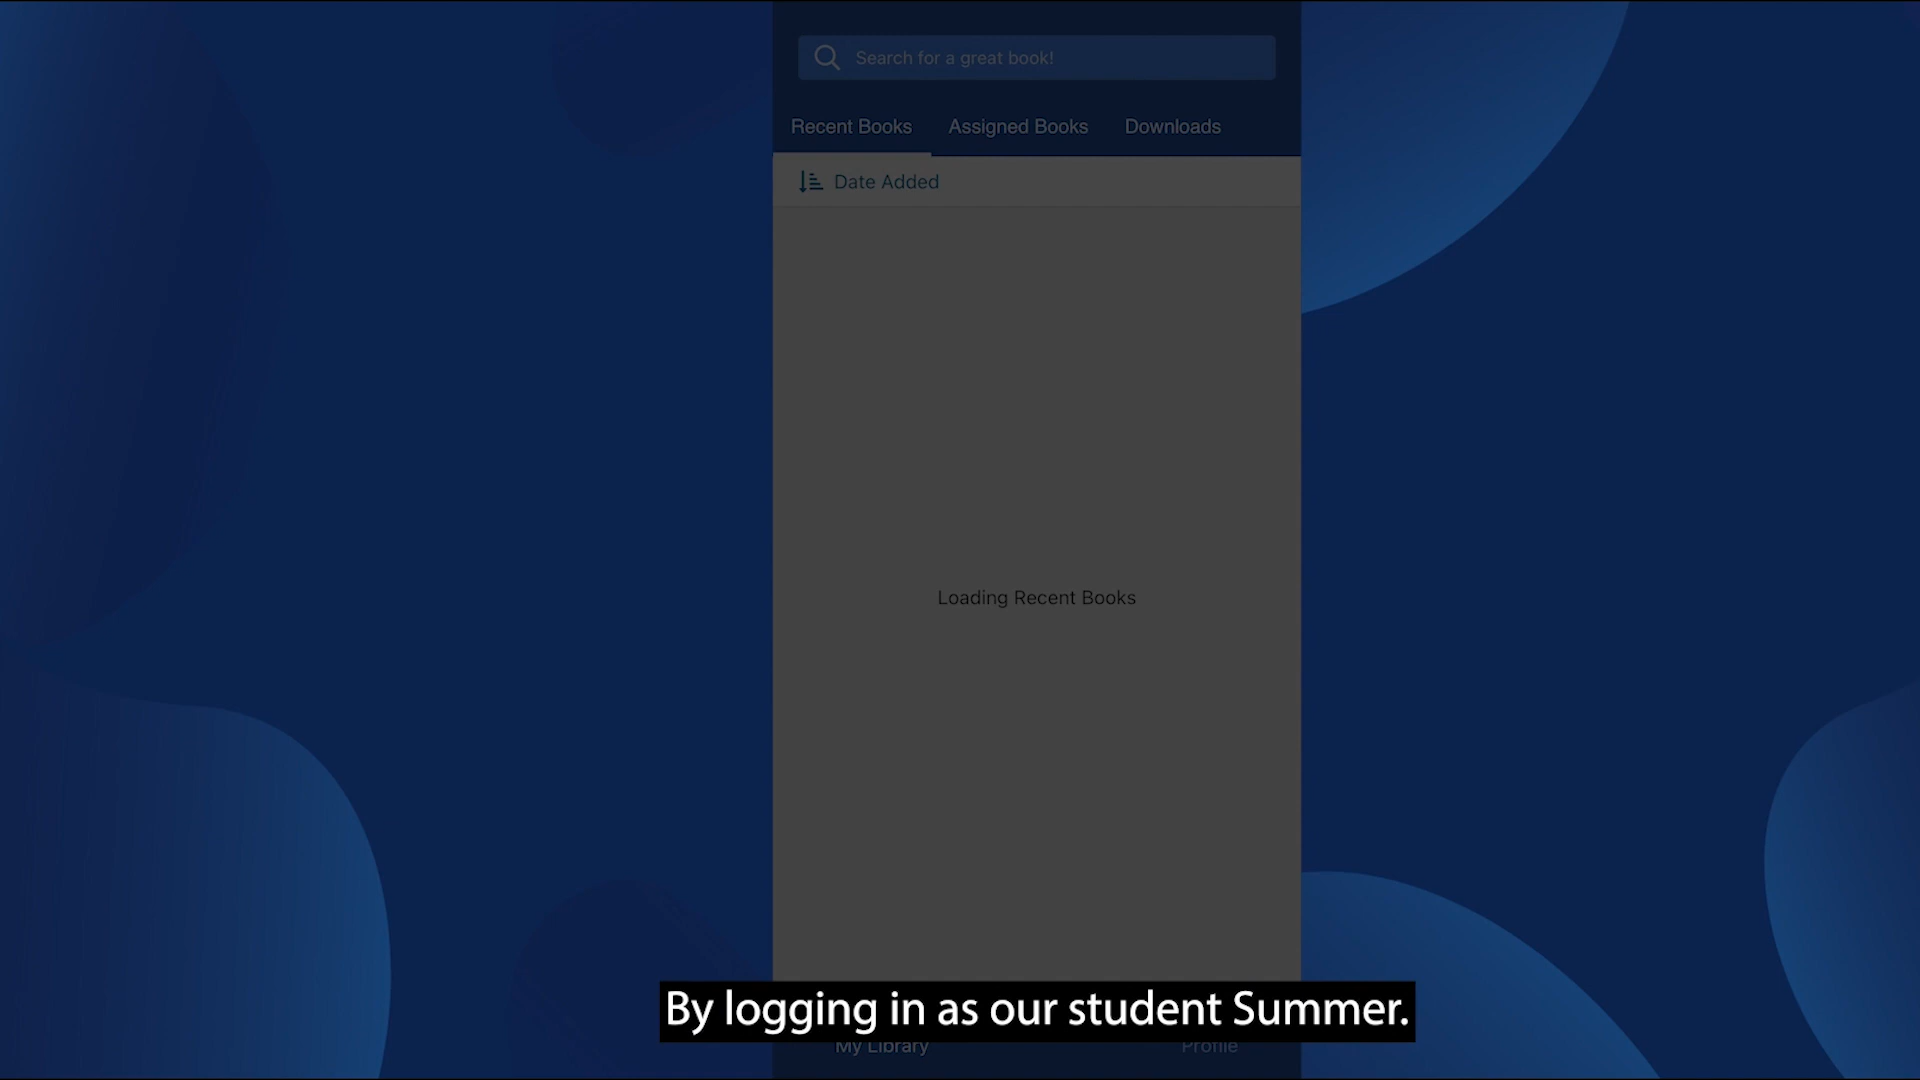 Search for a great book!
Recent Books Assigned Books Downloads
Date Added
Loading Recent Books
By logging in as our student Summer.
My Library Profile